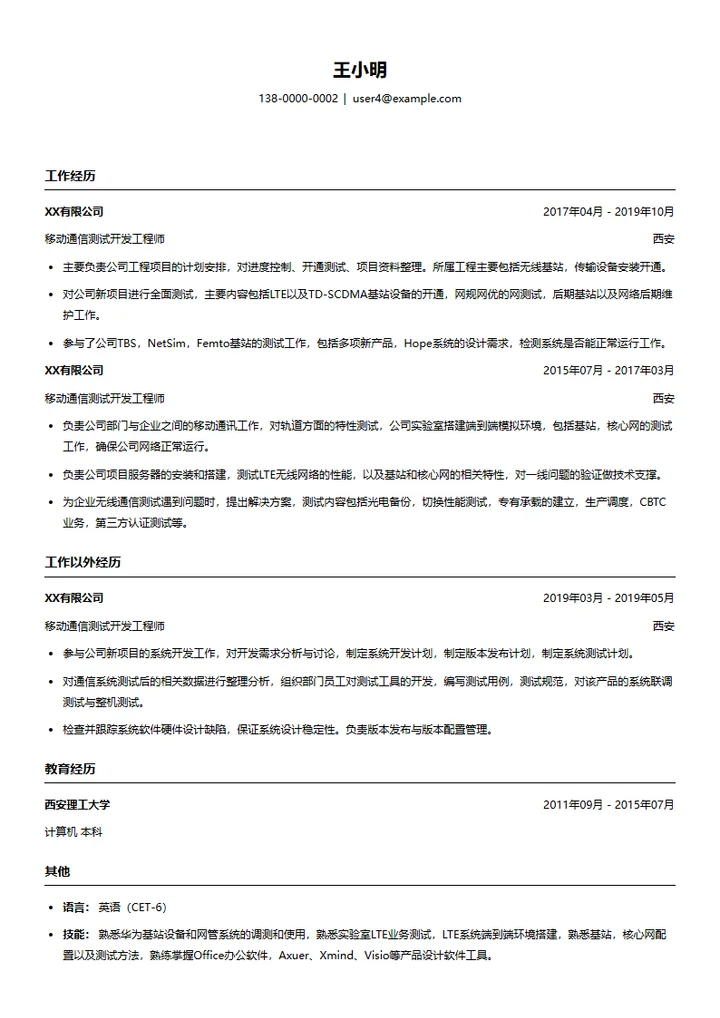 王小明
138-0000-0002 | user4@example.com
工作经历
XX有限公司 2017年04月 - 2019年10月
移动通信测试开发工程师 西安
• 主要负责公司工程项目的计划安排，对进度控制、开通测试、项目资料整理。所属工程主要包括无线基站，传输设备安装开通。
• 对公司新项目进行全面测试，主要内容包括LTE以及TD-SCDMA基站设备的开通，网规网优的网测试，后期基站以及网络后期维
护工作。
• 参与了公司TBS，NetSim，Femto基站的测试工作，包括多项新产品，Hope系统的设计需求，检测系统是否能正常运行工作。
XX有限公司 2015年07月 - 2017年03月
移动通信测试开发工程师 西安
• 负责公司部门与企业之间的移动通讯工作，对轨道方面的特性测试，公司实验室搭建端到端模拟环境，包括基站，核心网的测试
工作，确保公司网络正常运行。
• 负责公司项目服务器的安装和搭建，测试LTE无线网络的性能，以及基站和核心网的相关特性，对一线问题的验证做技术支撑。
• 为企业无线通信测试遇到问题时，提出解决方案，测试内容包括光电备份，切换性能测试，专有承载的建立，生产调度，CBTC
业务，第三方认证测试等。
工作以外经历
XX有限公司 2019年03月 - 2019年05月
移动通信测试开发工程师 西安
• 参与公司新项目的系统开发工作，对开发需求分析与讨论，制定系统开发计划，制定版本发布计划，制定系统测试计划。
• 对通信系统测试后的相关数据进行整理分析，组织部门员工对测试工具的开发，编写测试用例，测试规范，对该产品的系统联调
测试与整机测试。
• 检查并跟踪系统软件硬件设计缺陷，保证系统设计稳定性。负责版本发布与版本配置管理。
教育经历
西安理工大学 2011年09月 - 2015年07月
计算机 本科
其他
• 语言： 英语（CET-6）
• 技能： 熟悉华为基站设备和网管系统的调测和使用，熟悉实验室LTE业务测试，LTE系统端到端环境搭建，熟悉基站，核心网配
置以及测试方法，熟练掌握Office办公软件，Axuer、Xmind、Visio等产品设计软件工具。